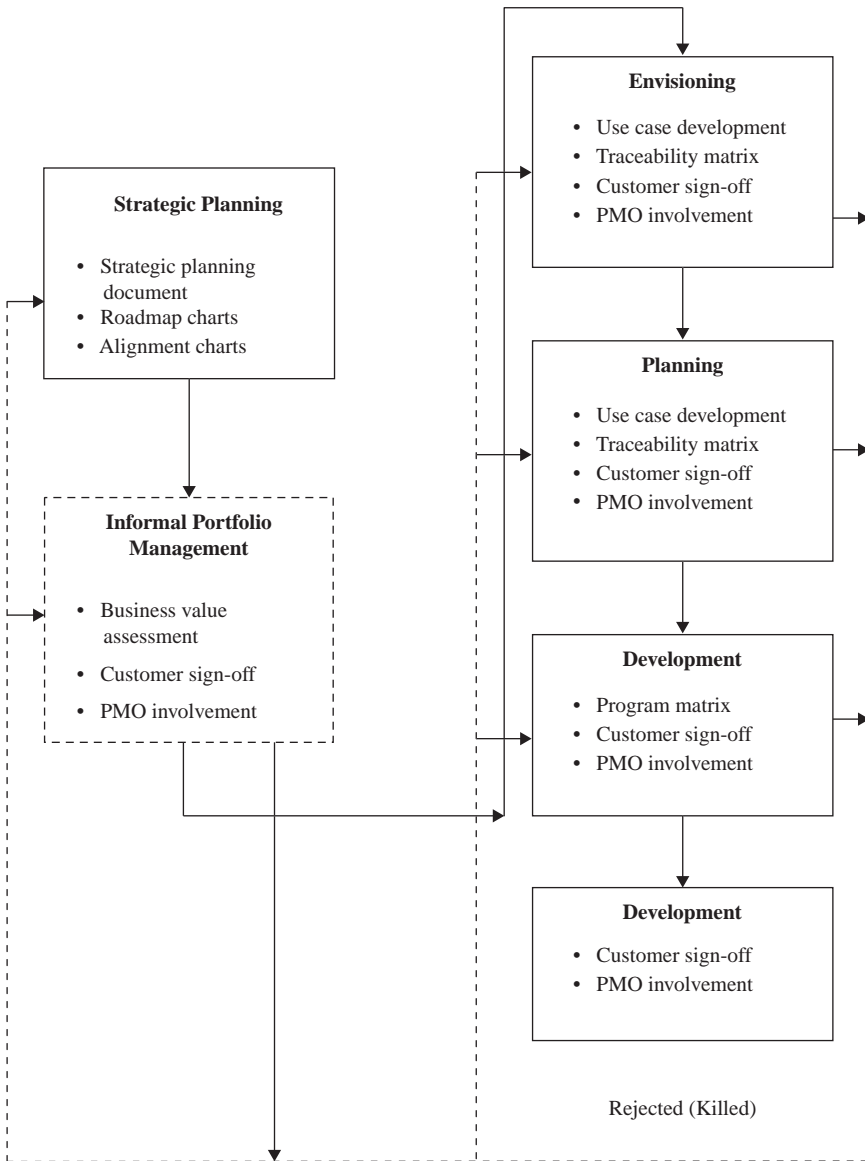 Strategic Planning
• Strategic planning
document
• Roadmap charts
• Alignment charts
Informal Portfolio
Management
• Business value
assessment
• Customer sign-off
• PMO involvement
Envisioning
• Use case development
• Traceability matrix
• Customer sign-off
• PMO involvement
Planning
• Use case development
• Traceability matrix
• Customer sign-off
• PMO involvement
Development
• Program matrix
• Customer sign-off
• PMO involvement
Development
• Customer sign-off
• PMO involvement
Rejected (Killed)